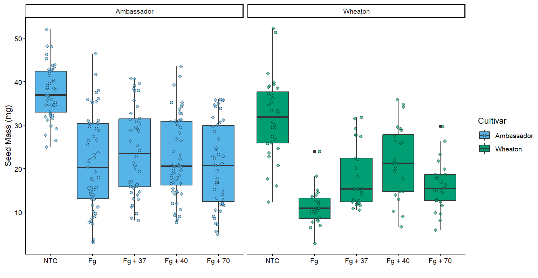 Ambassador
Wheaton
Seed Mass (mg)
50
40
30
20
10
NTC
Fg
Fg + 37
Fg + 40
Fg + 70
NTC
Fg
Fg + 37
Fg + 40
Fg + 70
Cultivar
Ambassador
Wheaton